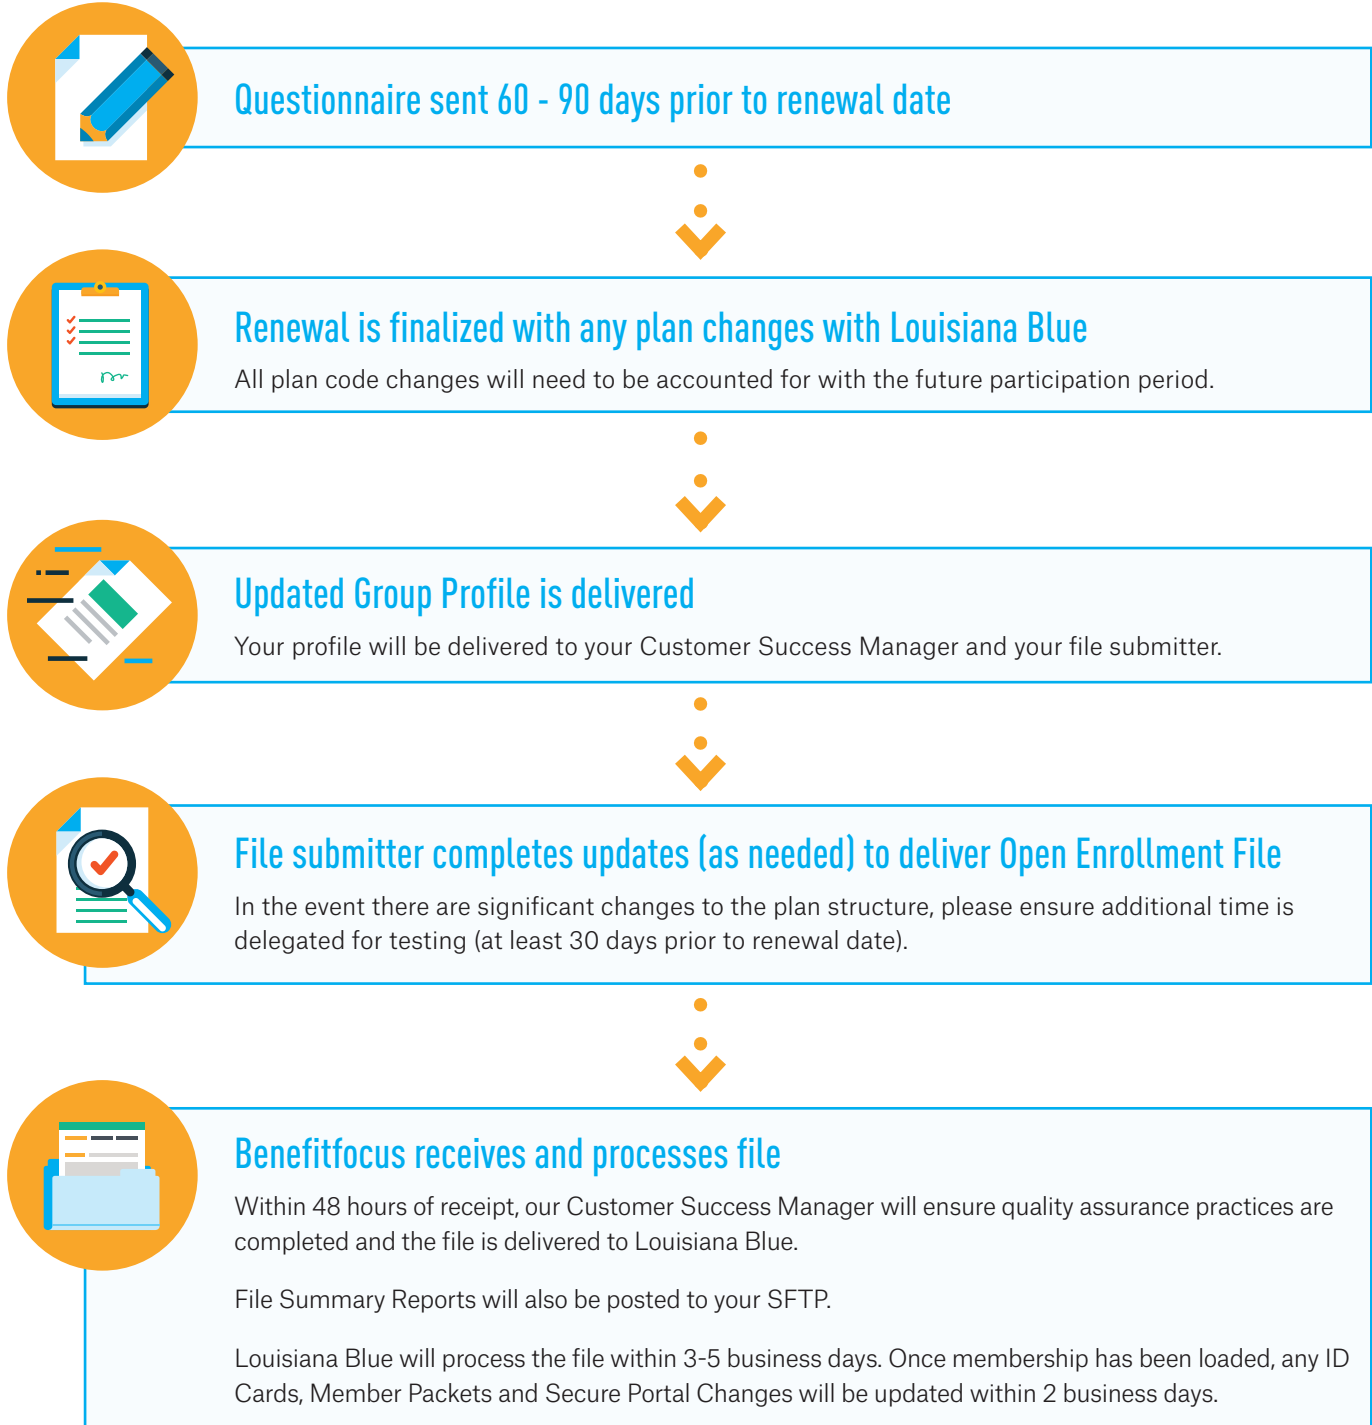 Questionnaire sent 60 - 90 days prior to renewal date
Renewal is finalized with any plan changes with Louisiana Blue
All plan code changes will need to be accounted for with the future participation period.
Updated Group Profile is delivered
Your profile will be delivered to your Customer Success Manager and your file submitter.
File submitter completes updates (as needed) to deliver Open Enrollment File
In the event there are significant changes to the plan structure, please ensure additional time is
delegated for testing (at least 30 days prior to renewal date).
Benefitfocus receives and processes file
Within 48 hours of receipt, our Customer Success Manager will ensure quality assurance practices are
completed and the file is delivered to Louisiana Blue.
File Summary Reports will also be posted to your SFTP.
Louisiana Blue will process the file within 3-5 business days. Once membership has been loaded, any ID
Cards, Member Packets and Secure Portal Changes will be updated within 2 business days.